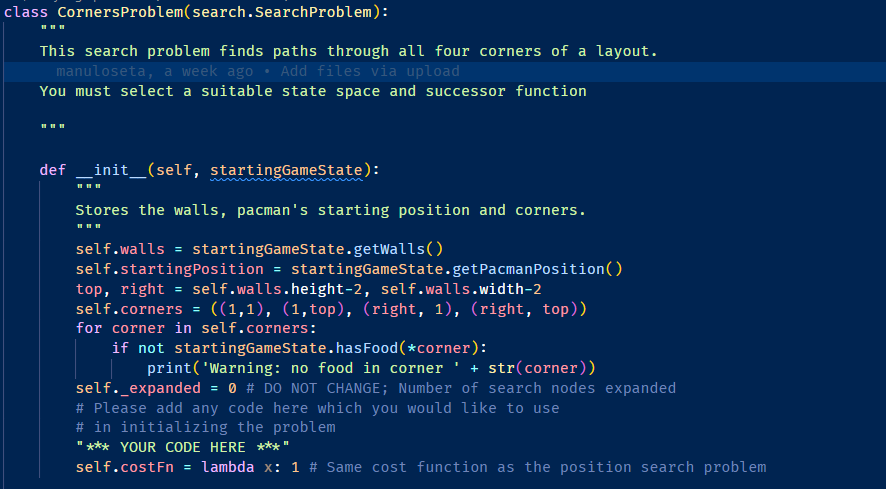 class CornersProblem(search.SearchProblem):
    """
    This search problem finds paths through all four corners of a layout.
      manuloseta, a week ago • Add files via upload
    You must select a suitable state space and successor function

    """

    def __init__(self, startingGameState):
        """
        Stores the walls, pacman's starting position and corners.
        """
        self.walls = startingGameState.getWalls()
        self.startingPosition = startingGameState.getPacmanPosition()
        top, right = self.walls.height-2, self.walls.width-2
        self.corners = ((1,1), (1,top), (right, 1), (right, top))
        for corner in self.corners:
            if not startingGameState.hasFood(*corner):
                print('Warning: no food in corner ' + str(corner))
        self._expanded = 0 # DO NOT CHANGE; Number of search nodes expanded
        # Please add any code here which you would like to use
        # in initializing the problem
        "*** YOUR CODE HERE ***"
        self.costFn = lambda x: 1 # Same cost function as the position search problem